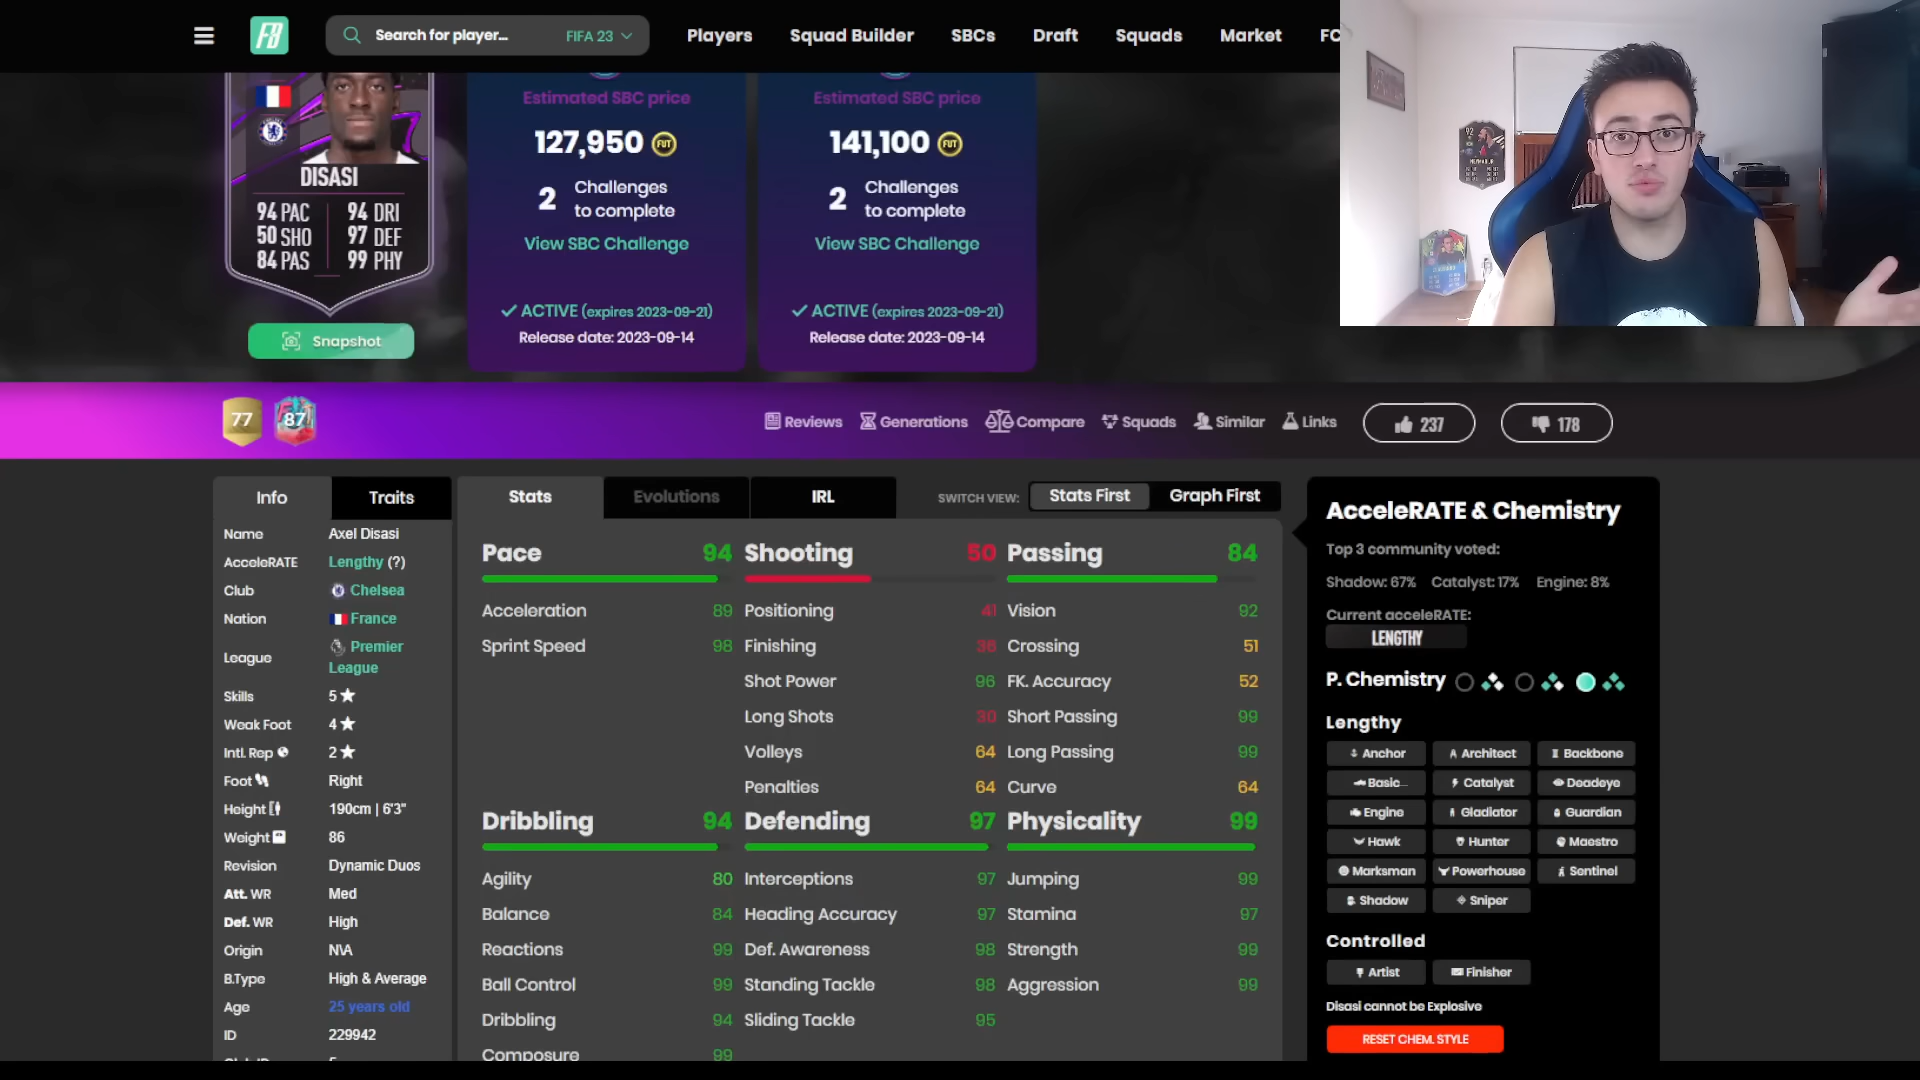 FB
Search for player...
FIFA 23
Players
Squad Builder
SBCs
Draft
Squads
Market
FC
DISASI
94 PAC 94 DRI
50 SHO 97 DEF
84 PAS 99 PHY
Snapshot
Estimated SBC price
127,950 FUT
2 Challenges
to complete
View SBC Challenge
ACTIVE (expires 2023-09-21)
Release date: 2023-09-14
Estimated SBC price
141,100 FUT
2 Challenges
to complete
View SBC Challenge
ACTIVE (expires 2023-09-21)
Release date: 2023-09-14
77 87
Reviews Generations Compare Squads Similar Links 237 178
Info Traits
Name Axel Disasi
AcceleRATE Lengthy (?)
Club Chelsea
Nation France
League Premier
League
Skills 5
Weak Foot 4
Intl. Rep 2
Foot Right
Height 190cm | 6'3"
Weight 86
Revision Dynamic Duos
Att. WR Med
Def. WR High
Origin N\A
B.Type High & Average
Age 25 years old
ID 229942
Stats Evolutions IRL
SWITCH VIEW: Stats First Graph First
Pace 94 Shooting 50 Passing 84
Acceleration 89 Positioning 41 Vision 92
Sprint Speed 98 Finishing 36 Crossing 51
Shot Power 96 FK. Accuracy 52
Long Shots 30 Short Passing 99
Volleys 64 Long Passing 99
Penalties 64 Curve 64
Dribbling 94 Defending 97 Physicality 99
Agility 80 Interceptions 97 Jumping 99
Balance 84 Heading Accuracy 97 Stamina 97
Reactions 99 Def. Awareness 98 Strength 99
Ball Control 99 Standing Tackle 98 Aggression 99
Dribbling 94 Sliding Tackle 95
Composure 99
AcceleRATE & Chemistry
Top 3 community voted:
Shadow: 67% Catalyst: 17% Engine: 8%
Current acceleRATE:
LENGTHY
P. Chemistry
Lengthy
Anchor Architect Backbone
Basic Catalyst Deadeye
Engine Gladiator Guardian
Hawk Hunter Maestro
Marksman Powerhouse Sentinel
Shadow Sniper
Controlled
Artist Finisher
Disasi cannot be Explosive
RESET CHEM. STYLE